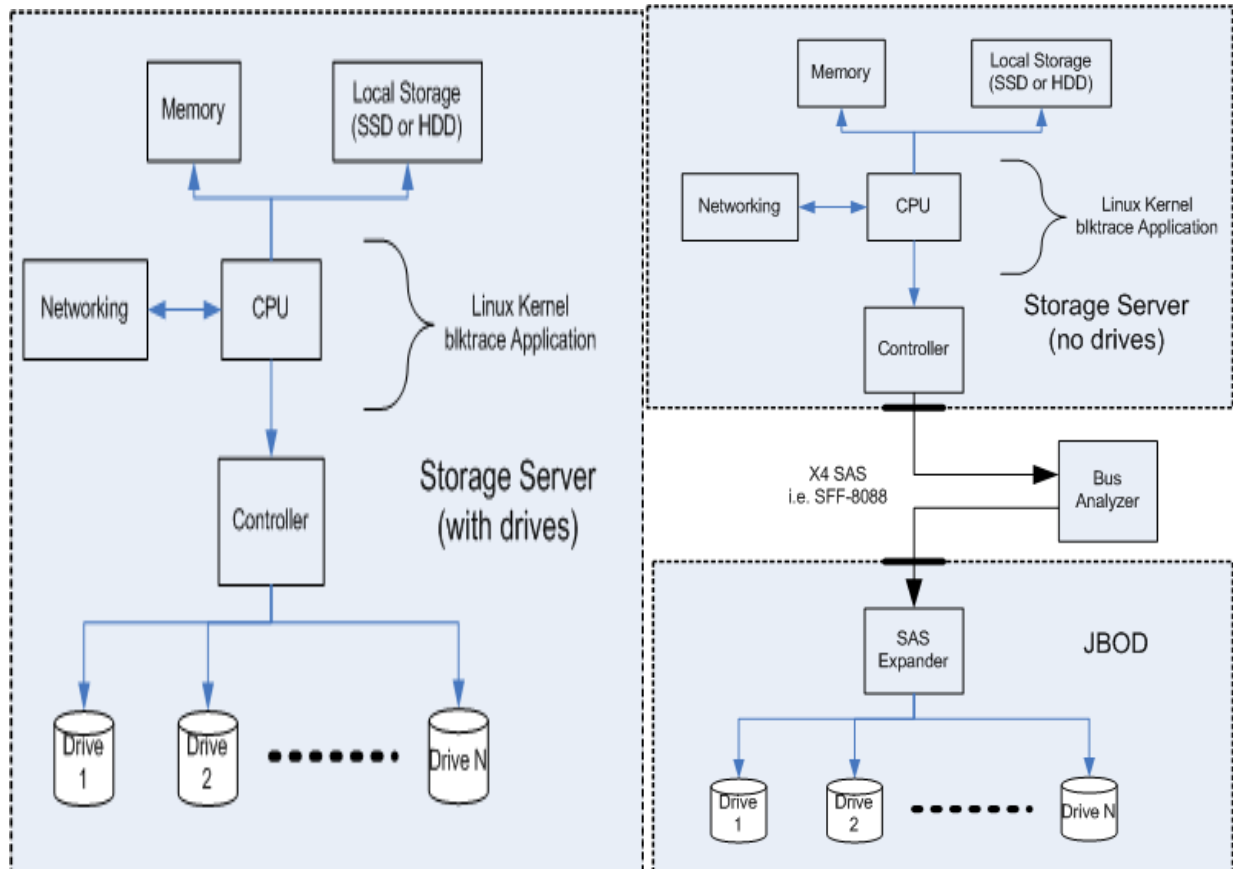 Memory
Local Storage
(SSD or HDD)
Networking
CPU
Linux Kernel
blktrace Application
Storage Server
(with drives)
Controller
Drive
1
Drive
2
Drive N
Memory
Local Storage
(SSD or HDD)
Networking
CPU
Linux Kernel
blktrace Application
Storage Server
(no drives)
Controller
X4 SAS
i.e. SFF-8088
Bus
Analyzer
SAS
Expander
JBOD
Drive
1
Drive
2
Drive N